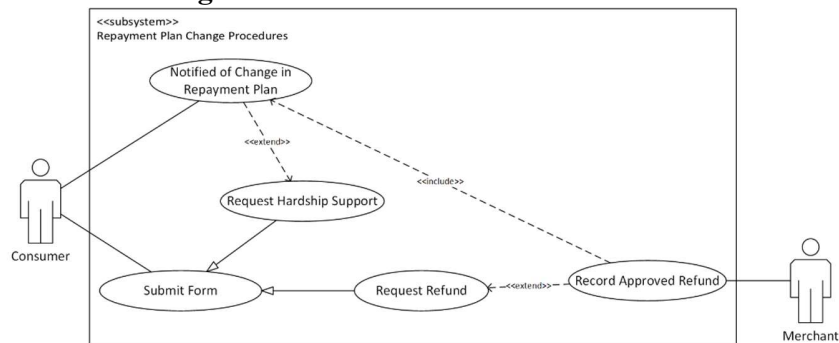 <<subsystem>>
Repayment Plan Change Procedures
Notified of Change in
Repayment Plan
<<extend>>
<<include>>
Request Hardship Support
Consumer
Submit Form
Request Refund
<<extend>>
Record Approved Refund
Merchant